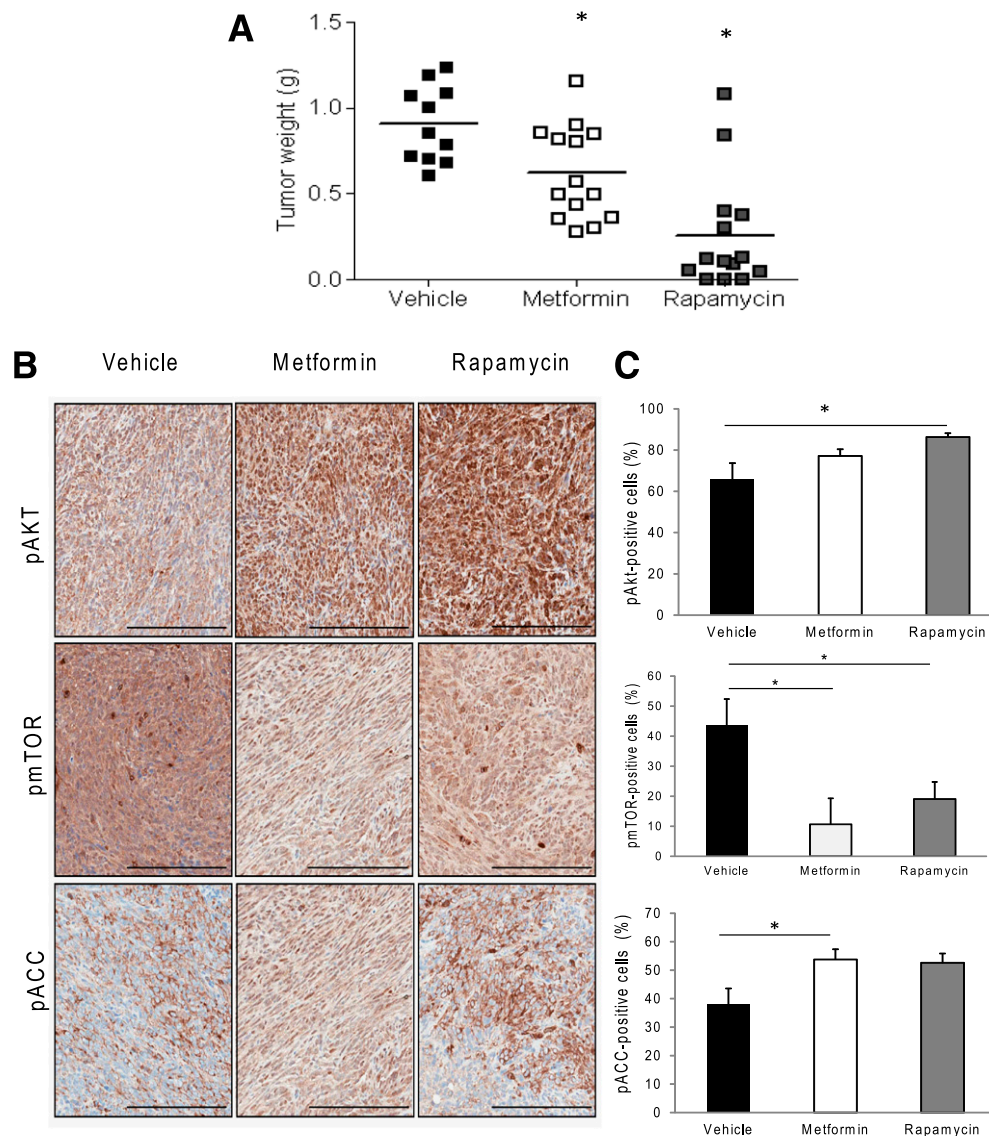 A
Tumor weight (g)
1.5
1.0
0.5
0.0
* *
Vehicle Metformin Rapamycin
B
Vehicle Metformin Rapamycin
pAKT
pmTOR
pACC
C
pAkt-positive cells (%)
100
80
60
40
20
0
*
Vehicle Metformin Rapamycin
pmTOR-positive cells (%)
60
50
40
30
20
10
0
*
*
Vehicle Metformin Rapamycin
pACC-positive cells (%)
70
60
50
40
30
20
10
0
*
Vehicle Metformin Rapamycin